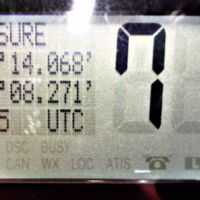 SURE
°14.068'
°08.271'
5 UTC
7
DSC BUSY
CAN WX LOC ATIS